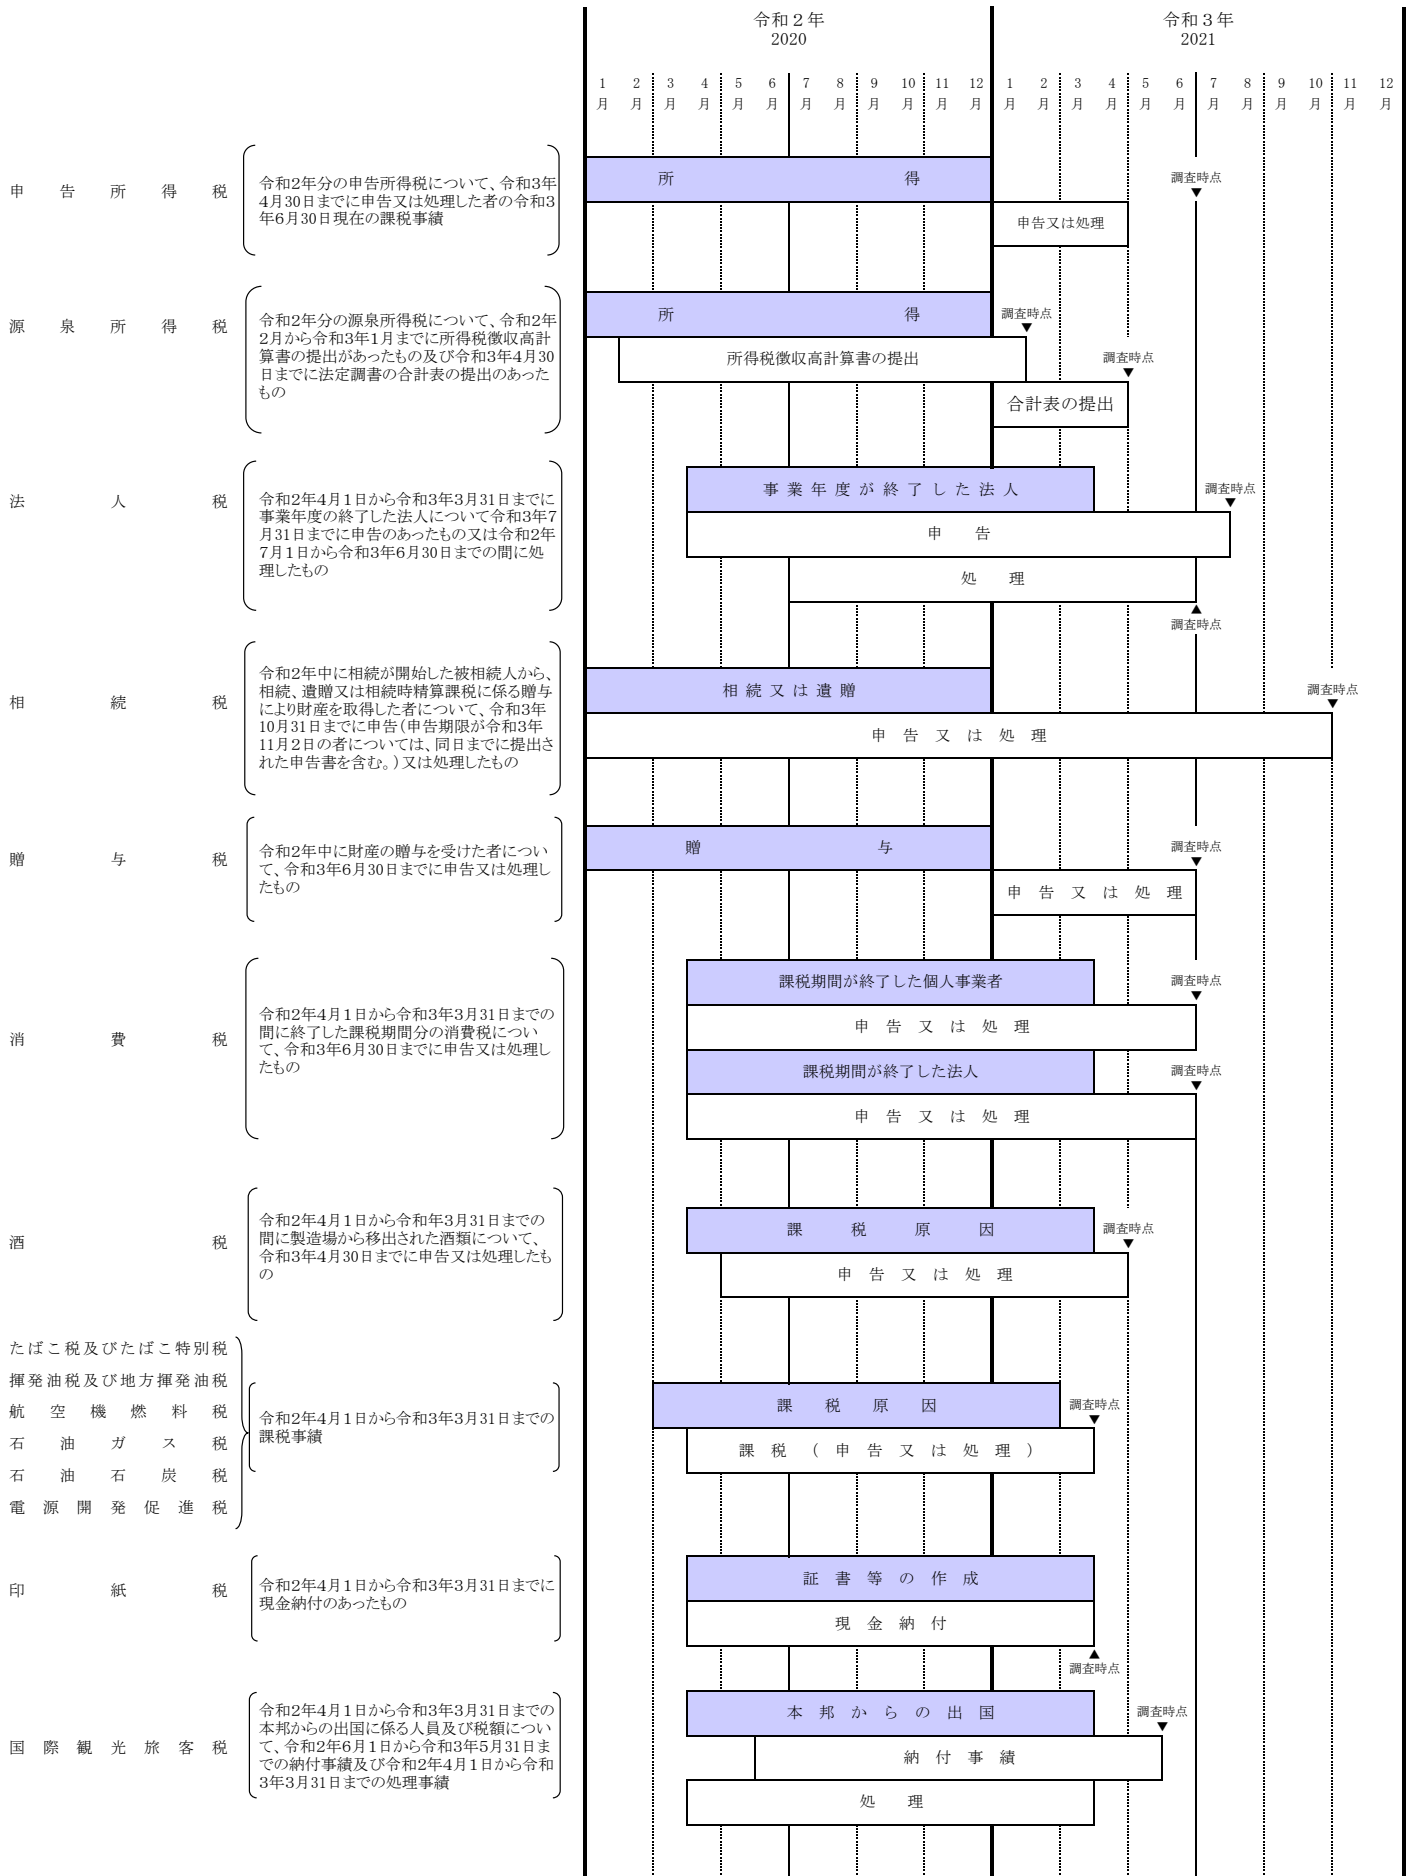 令和２年
2020
令和３年
2021
1 2 3 4 5 6 7 8 9 10 11 12 1 2 3 4 5 6 7 8 9 10 11 12
月 月 月 月 月 月 月 月 月 月 月 月 月 月 月 月 月 月 月 月 月 月 月 月
申告所得税
令和2年分の申告所得税について、令和3年
4月30日までに申告又は処理した者の令和3
年6月30日現在の課税事績
所得
調査時点
▼
申告又は処理
源泉所得税
令和2年分の源泉所得税について、令和2年
2月から令和3年1月までに所得税徴収高計
算書の提出があったもの及び令和3年4月30
日までに法定調書の合計表の提出のあった
もの
所得
調査時点
▼
所得税徴収高計算書の提出
調査時点
▼
合計表の提出
法人税
令和2年4月1日から令和3年3月31日までに
事業年度の終了した法人について令和3年7
月31日までに申告のあったもの又は令和2年
7月1日から令和3年6月30日までの間に処
理したもの
事業年度が終了した法人
調査時点
▼
申告
処理
▲
調査時点
相続税
令和2年中に相続が開始した被相続人から、
相続、遺贈又は相続時精算課税に係る贈与
により財産を取得した者について、令和3年
10月31日までに申告（申告期限が令和3年
11月2日の者については、同日までに提出さ
れた申告書を含む。）又は処理したもの
相続又は遺贈
調査時点
▼
申告又は処理
贈与税
令和2年中に財産の贈与を受けた者につい
て、令和3年6月30日までに申告又は処理し
たもの
贈与
調査時点
▼
申告又は処理
消費税
令和2年4月1日から令和3年3月31日までの
間に終了した課税期間分の消費税につい
て、令和3年6月30日までに申告又は処理し
たもの
課税期間が終了した個人事業者
調査時点
▼
申告又は処理
課税期間が終了した法人
調査時点
▼
申告又は処理
酒税
令和2年4月1日から令和年3月31日までの
間に製造場から移出された酒類について、
令和3年4月30日までに申告又は処理したも
の
課税原因
調査時点
▼
申告又は処理
たばこ税及びたばこ特別税
揮発油税及び地方揮発油税
航空機燃料税
石油ガス税
石油石炭税
電源開発促進税
令和2年4月1日から令和3年3月31日までの
課税事績
課税原因
調査時点
▼
課税（申告又は処理）
印紙税
令和2年4月1日から令和3年3月31日までに
現金納付のあったもの
証書等の作成
現金納付
▲
調査時点
国際観光旅客税
令和2年4月1日から令和3年3月31日までの
本邦からの出国に係る人員及び税額につい
て、令和2年6月1日から令和3年5月31日ま
での納付事績及び令和2年4月1日から令和
3年3月31日までの処理事績
本邦からの出国
調査時点
▼
納付事績
処理